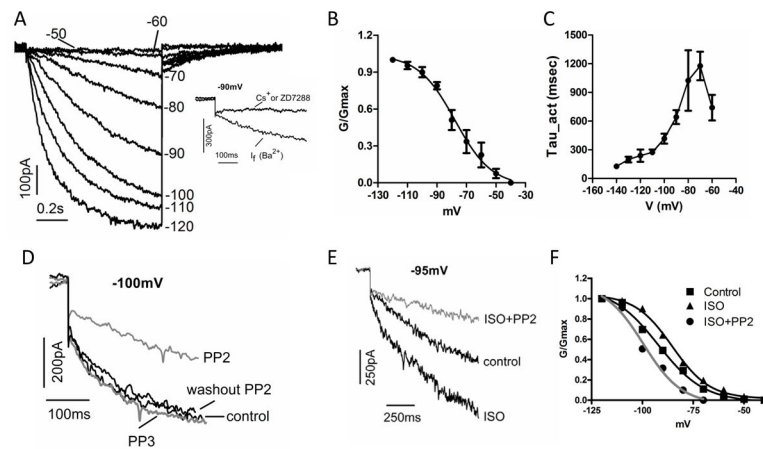 A
-50
-60
-70
-80
-90
-100
-110
-120
100pA
0.2s
-90mV
Cs+ or ZD7288
If (Ba2+)
300pA
100ms
B
G/Gmax
1.2
0.9
0.6
0.3
0.0
-130 -110 -90 -70 -50 -30
mV
C
Tau_act (msec)
1500
1200
900
600
300
0
-160 -140 -120 -100 -80 -60 -40
V (mV)
D
-100mV
PP2
washout PP2
control
PP3
200pA
100ms
E
-95mV
ISO+PP2
control
ISO
250pA
250ms
F
G/Gmax
1.2
1.0
0.8
0.6
0.4
0.2
0.0
-125 -100 -75 -50
mV
Control
ISO
ISO+PP2